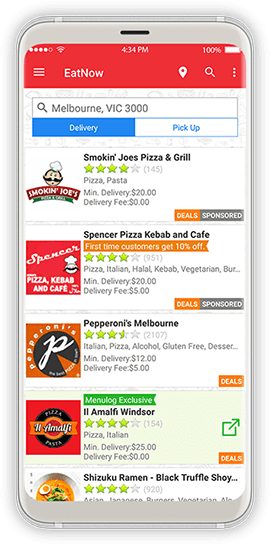 4:34 PM
100%
EatNow
Melbourne, VIC 3000
Delivery
Pick Up
SMOKIN' JOE'S
PIZZA & GRILL
Smokin' Joes Pizza & Grill
(145)
Pizza, Pasta
Min. Delivery:$20.00
Delivery Fee:$0.00
DEALS SPONSORED
Spencer
PIZZA, KEBAB
AND CAFÉ
Spencer Pizza Kebab and Cafe
First time customers get 10% off.
(951)
Pizza, Italian, Halal, Kebab, Vegetarian, Bur...
Min. Delivery:$20.00
Delivery Fee:$5.00
DEALS SPONSORED
Pepperoni's
Pepperoni's Melbourne
(2107)
Italian, Pizza, Alcohol, Gluten Free, Desser...
Min. Delivery:$12.00
Delivery Fee:$5.00
DEALS
PIZZA
Il Amalfi
PASTA
Menulog Exclusive
Il Amalfi Windsor
(154)
Pizza, Italian
Min. Delivery:$25.00
Delivery Fee:$0.00
DEALS
Shizuku Ramen - Black Truffle Shoy...
(920)
Asian, Japanese, Burgers, Vegetarian, Alc